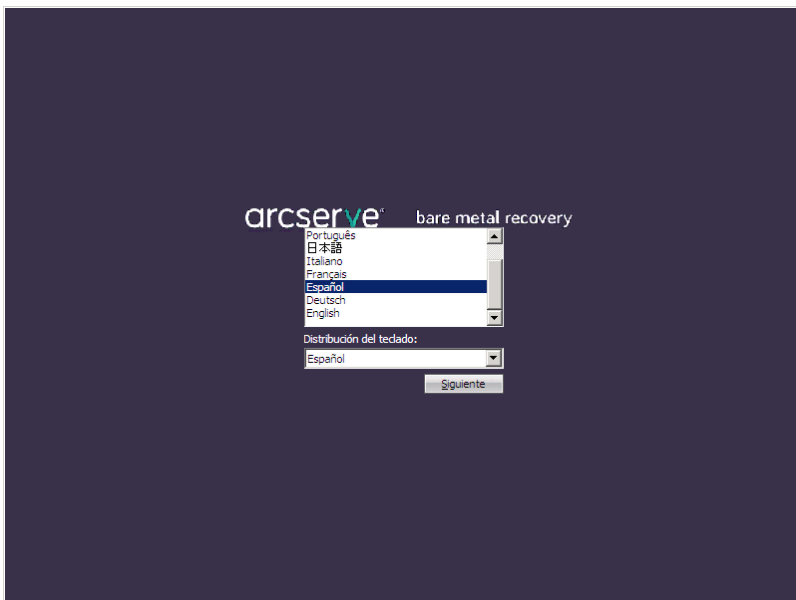 arcserve® bare metal recovery
Português
日本語
Italiano
Français
Español
Deutsch
English
Distribución del teclado:
Español
Siguiente